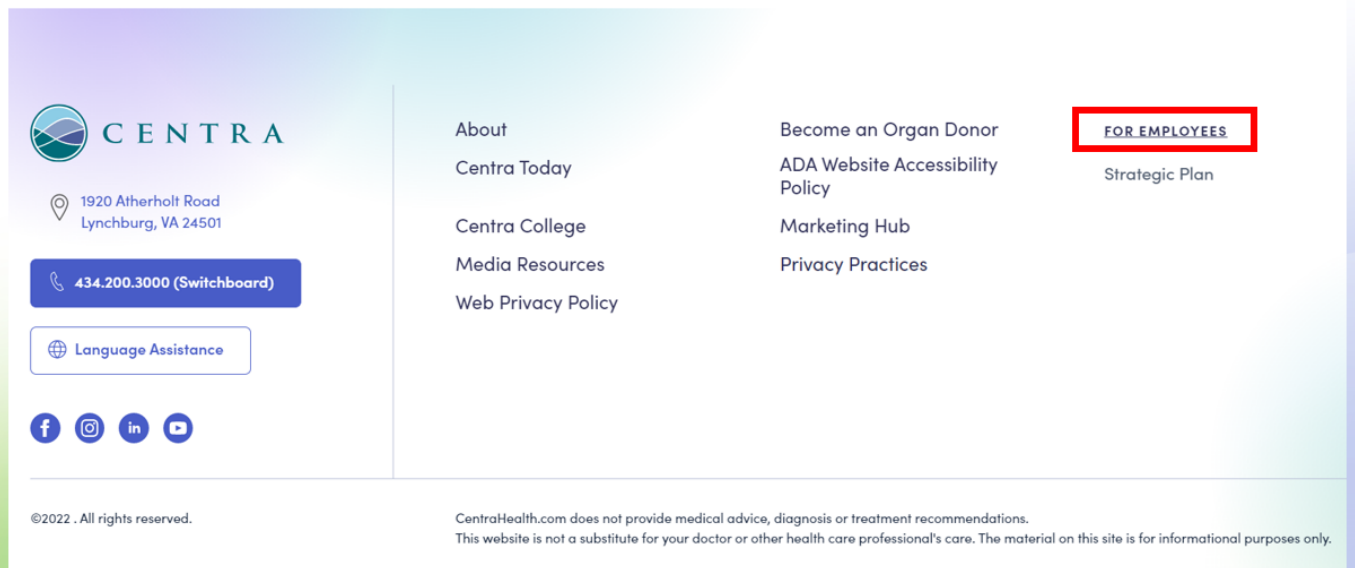 CENTRA
1920 Atherholt Road
Lynchburg, VA 24501
434.200.3000 (Switchboard)
Language Assistance
About
Centra Today
Centra College
Media Resources
Web Privacy Policy
Become an Organ Donor
ADA Website Accessibility
Policy
Marketing Hub
Privacy Practices
FOR EMPLOYEES
Strategic Plan
©2022 . All rights reserved.
CentraHealth.com does not provide medical advice, diagnosis or treatment recommendations.
This website is not a substitute for your doctor or other health care professional's care. The material on this site is for informational purposes only.